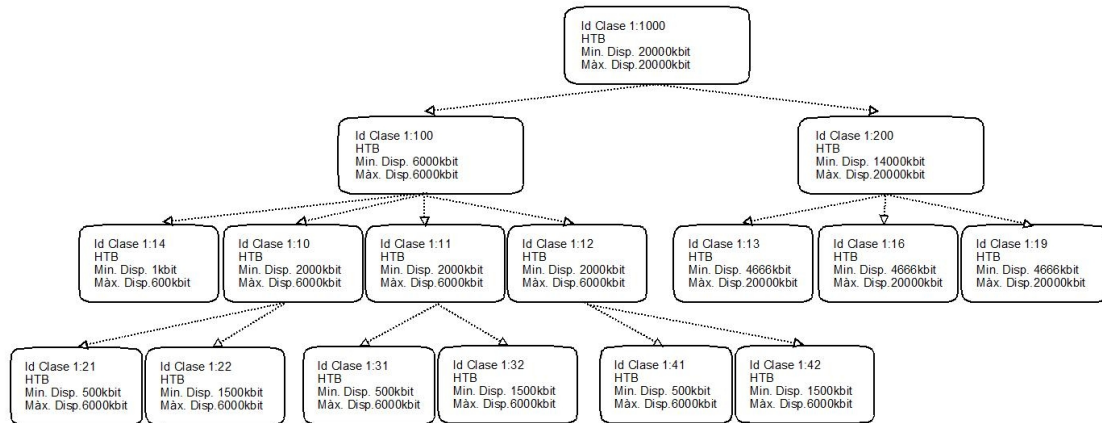 Id Clase 1:1000
HTB
Min. Disp. 20000kbit
Màx. Disp.20000kbit
Id Clase 1:100
HTB
Min. Disp. 6000kbit
Màx. Disp.6000kbit
Id Clase 1:200
HTB
Min. Disp. 14000kbit
Màx. Disp.20000kbit
Id Clase 1:14
HTB
Min. Disp. 1kbit
Màx. Disp.600kbit
Id Clase 1:10
HTB
Min. Disp. 2000kbit
Màx. Disp.6000kbit
Id Clase 1:11
HTB
Min. Disp. 2000kbit
Màx. Disp.6000kbit
Id Clase 1:12
HTB
Min. Disp. 2000kbit
Màx. Disp.6000kbit
Id Clase 1:13
HTB
Min. Disp. 4666kbit
Màx. Disp.20000kbit
Id Clase 1:16
HTB
Min. Disp. 4666kbit
Màx. Disp.20000kbit
Id Clase 1:19
HTB
Min. Disp. 4666kbit
Màx. Disp.20000kbit
Id Clase 1:21
HTB
Min. Disp. 500kbit
Màx. Disp.6000kbit
Id Clase 1:22
HTB
Min. Disp. 1500kbit
Màx. Disp.6000kbit
Id Clase 1:31
HTB
Min. Disp. 500kbit
Màx. Disp.6000kbit
Id Clase 1:32
HTB
Min. Disp. 1500kbit
Màx. Disp.6000kbit
Id Clase 1:41
HTB
Min. Disp. 500kbit
Màx. Disp.6000kbit
Id Clase 1:42
HTB
Min. Disp. 1500kbit
Màx. Disp.6000kbit